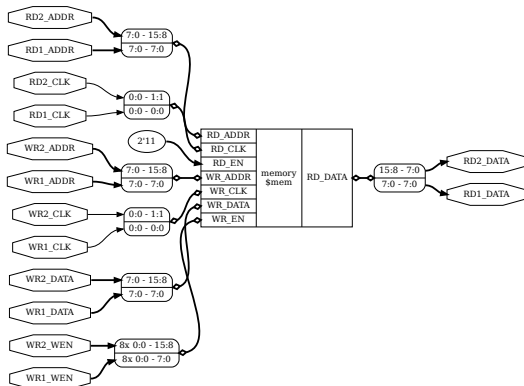 RD2_ADDR
RD1_ADDR
7:0 - 15:8
7:0 - 7:0
RD2_CLK
RD1_CLK
0:0 - 1:1
0:0 - 0:0
2'11
WR2_ADDR
WR1_ADDR
7:0 - 15:8
7:0 - 7:0
WR2_CLK
WR1_CLK
0:0 - 1:1
0:0 - 0:0
WR2_DATA
WR1_DATA
7:0 - 15:8
7:0 - 7:0
WR2_WEN
WR1_WEN
8x 0:0 - 15:8
8x 0:0 - 7:0
RD_ADDR
RD_CLK
RD_EN
WR_ADDR
WR_CLK
WR_DATA
WR_EN
memory
$mem
RD_DATA
15:8 - 7:0
7:0 - 7:0
RD2_DATA
RD1_DATA